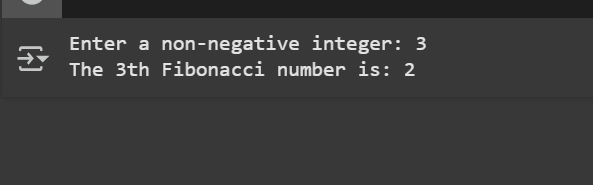 Enter a non-negative integer: 3
The 3th Fibonacci number is: 2